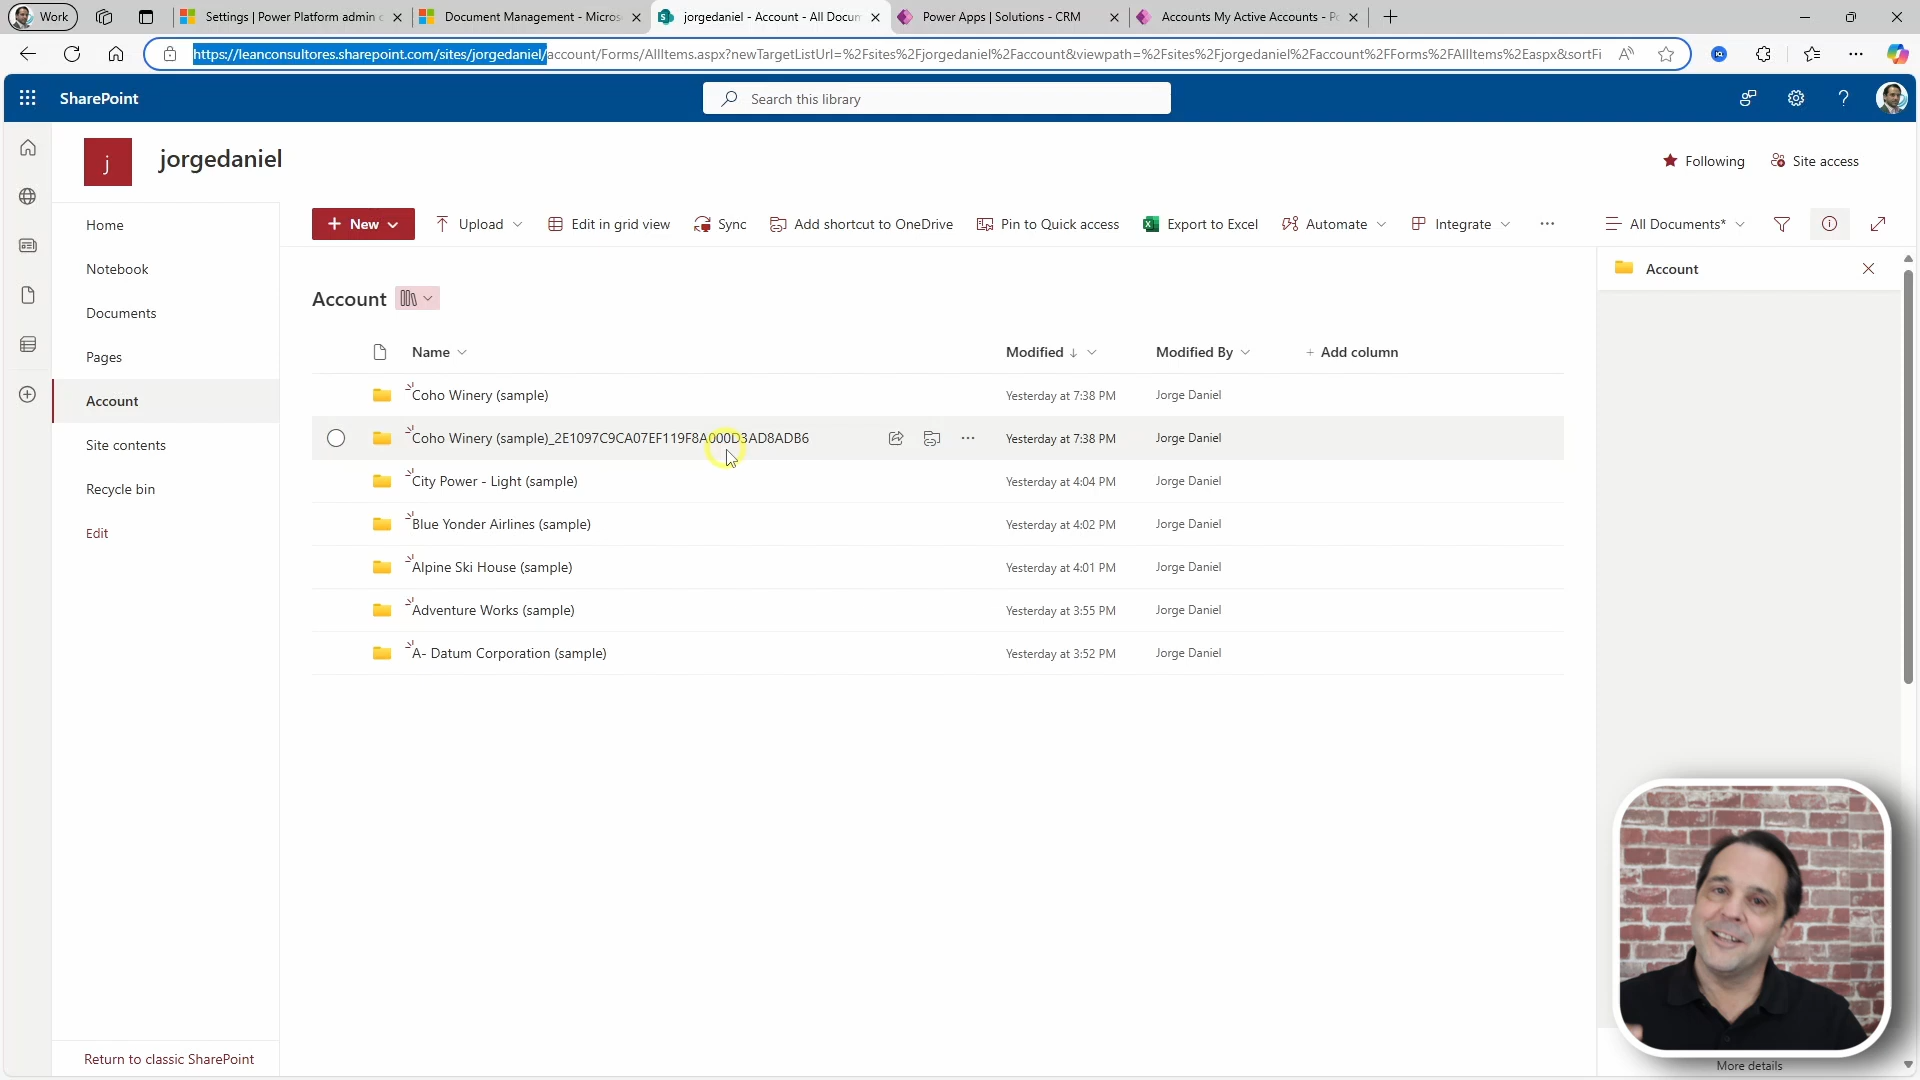 Work
Settings | Power Platform admin c
Document Management - Micros
jorgedaniel - Account - All Docum
Power Apps | Solutions - CRM
Accounts My Active Accounts - Po
https://leanconsultores.sharepoint.com/sites/jorgedaniel/account/Forms/AllItems.aspx?newTargetListUrl=%2Fsites%2Fjorgedaniel%2Faccount&viewpath=%2Fsites%2Fjorgedaniel%2Faccount%2FForms%2FAllItems%2Easpx&sortFi
SharePoint
Search this library
j
jorgedaniel
Following
Site access
Home
Notebook
Documents
Pages
Account
Site contents
Recycle bin
Edit
Return to classic SharePoint
+ New
Upload
Edit in grid view
Sync
Add shortcut to OneDrive
Pin to Quick access
Export to Excel
Automate
Integrate
All Documents*
Account
Name
Modified
Modified By
+ Add column
Coho Winery (sample) Yesterday at 7:38 PM Jorge Daniel
Coho Winery (sample)_2E1097C9CA07EF119F8A000D3AD8ADB6 Yesterday at 7:38 PM Jorge Daniel
City Power - Light (sample) Yesterday at 4:04 PM Jorge Daniel
Blue Yonder Airlines (sample) Yesterday at 4:02 PM Jorge Daniel
Alpine Ski House (sample) Yesterday at 4:01 PM Jorge Daniel
Adventure Works (sample) Yesterday at 3:55 PM Jorge Daniel
A- Datum Corporation (sample) Yesterday at 3:52 PM Jorge Daniel
Account
More details